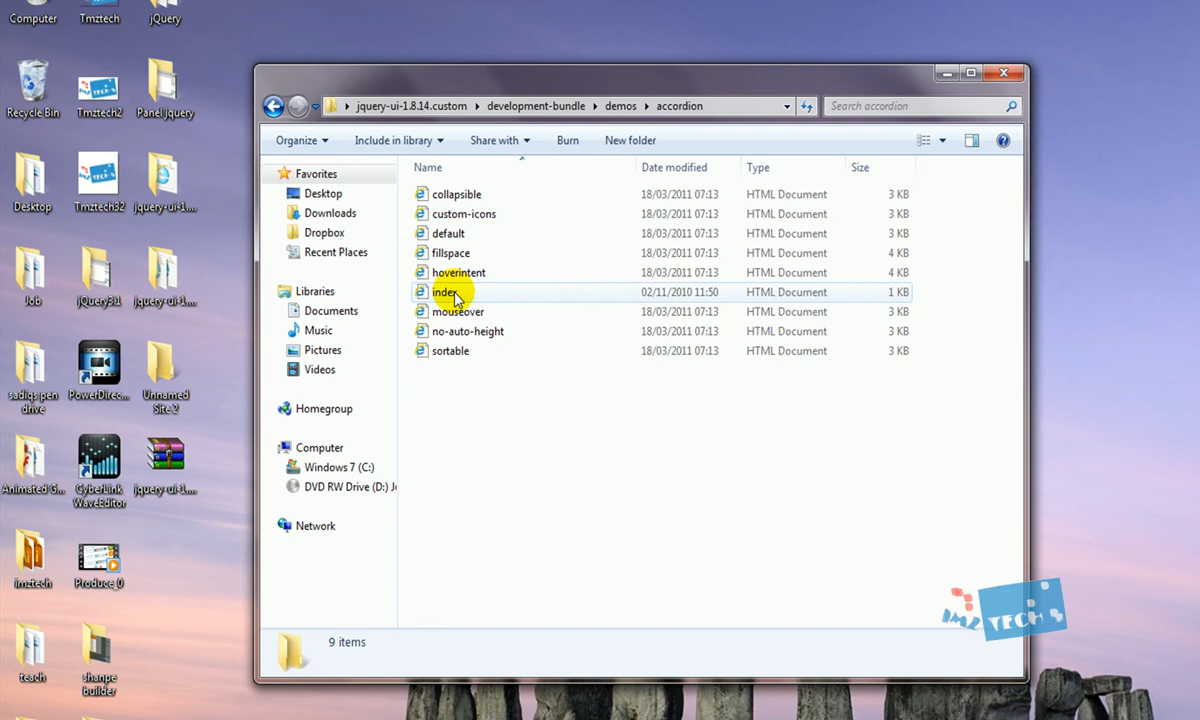 Computer
Tmztech
jQuery
Recycle Bin
Tmztech2
Panel jquery
Desktop
Tmztech32
jquery-ui-1....
Job
jQuery3i1
jquery-ui-1....
sadiqs pen drive
PowerDirec...
Unnamed Site 2
Animated G...
CyberLink WaveEditor
jquery-ui-1....
imztech
Produce_0
teach
shanpe builder
jquery-ui-1.8.14.custom
development-bundle
demos
accordion
Search accordion
Organize
Include in library
Share with
Burn
New folder
Favorites
Desktop
Downloads
Dropbox
Recent Places
Libraries
Documents
Music
Pictures
Videos
Homegroup
Computer
Windows 7 (C:)
DVD RW Drive (D:) J
Network
Name Date modified Type Size
collapsible 18/03/2011 07:13 HTML Document 3 KB
custom-icons 18/03/2011 07:13 HTML Document 3 KB
default 18/03/2011 07:13 HTML Document 3 KB
fillspace 18/03/2011 07:13 HTML Document 4 KB
hoverintent 18/03/2011 07:13 HTML Document 4 KB
index 02/11/2010 11:50 HTML Document 1 KB
mouseover 18/03/2011 07:13 HTML Document 3 KB
no-auto-height 18/03/2011 07:13 HTML Document 3 KB
sortable 18/03/2011 07:13 HTML Document 3 KB
9 items
IMZ TECH